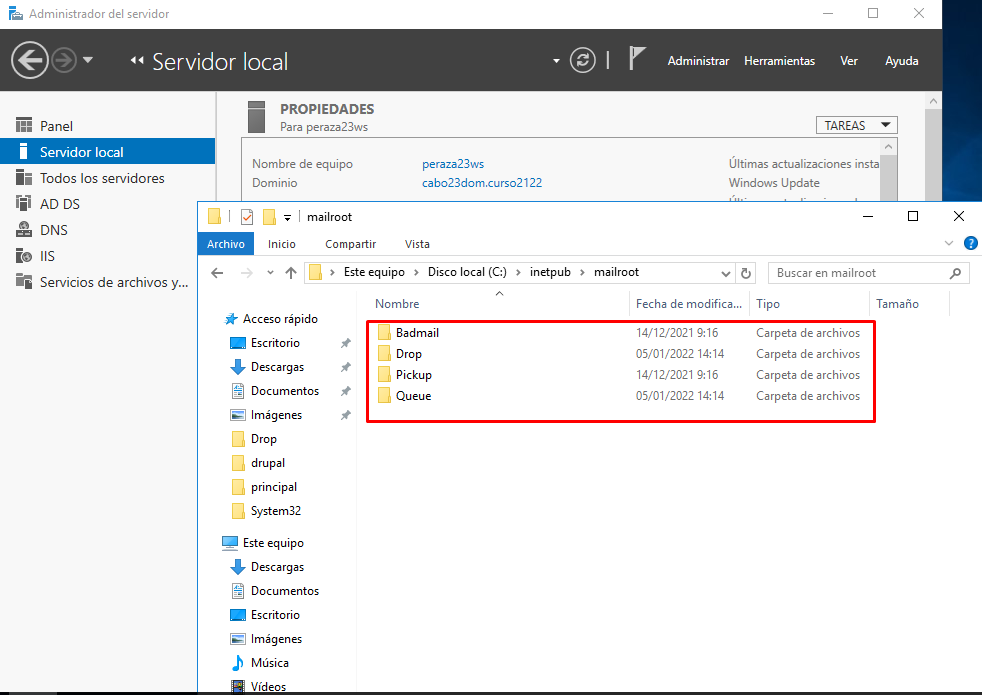 Administrador del servidor
Servidor local
Administrar Herramientas Ver Ayuda
Panel
Servidor local
Todos los servidores
AD DS
DNS
IIS
Servicios de archivos y...
PROPIEDADES
Para peraza23ws
TAREAS
Nombre de equipo peraza23ws Últimas actualizaciones insta
Dominio cabo23dom.curso2122 Windows Update
mailroot
Archivo Inicio Compartir Vista
Este equipo Disco local (C:) inetpub mailroot
Buscar en mailroot
Nombre Fecha de modifica... Tipo Tamaño
Badmail 14/12/2021 9:16 Carpeta de archivos
Drop 05/01/2022 14:14 Carpeta de archivos
Pickup 14/12/2021 9:16 Carpeta de archivos
Queue 05/01/2022 14:14 Carpeta de archivos
Acceso rápido
Escritorio
Descargas
Documentos
Imágenes
Drop
drupal
principal
System32
Este equipo
Descargas
Documentos
Escritorio
Imágenes
Música
Vídeos